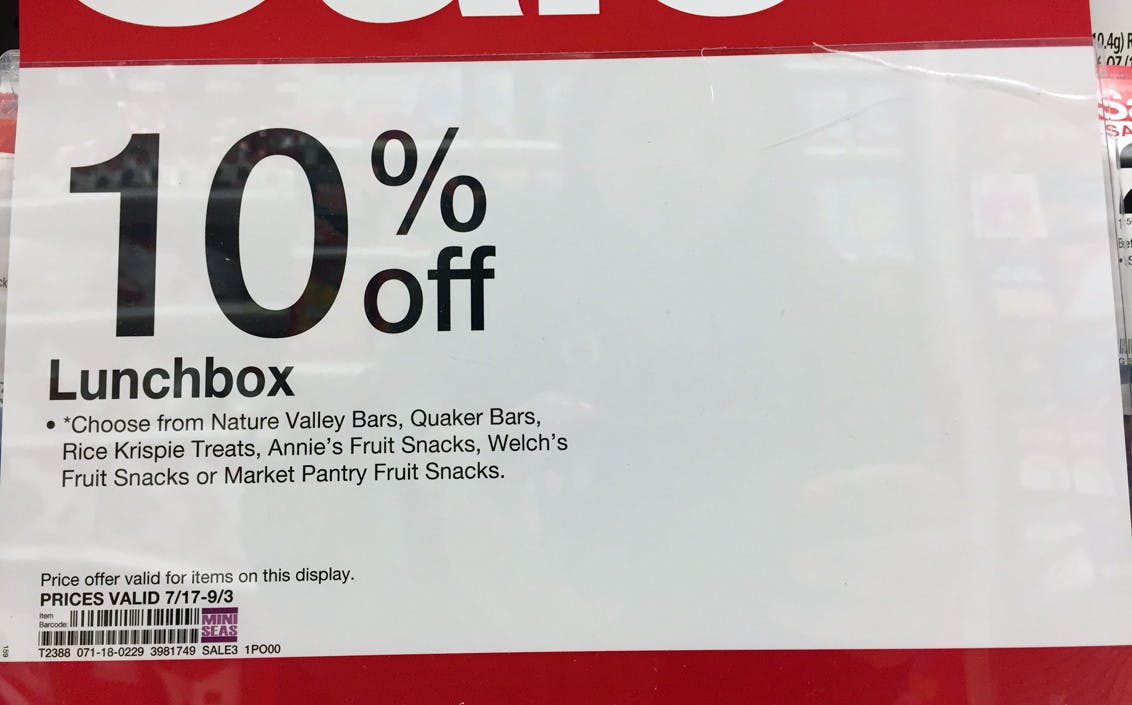 10%
off
Lunchbox
• *Choose from Nature Valley Bars, Quaker Bars,
Rice Krispie Treats, Annie's Fruit Snacks, Welch's
Fruit Snacks or Market Pantry Fruit Snacks.
Price offer valid for items on this display.
PRICES VALID 7/17-9/3
Item
Barcode:
MINI
SEAS
T2388 071-18-0229 3981749 SALE3 1PO00